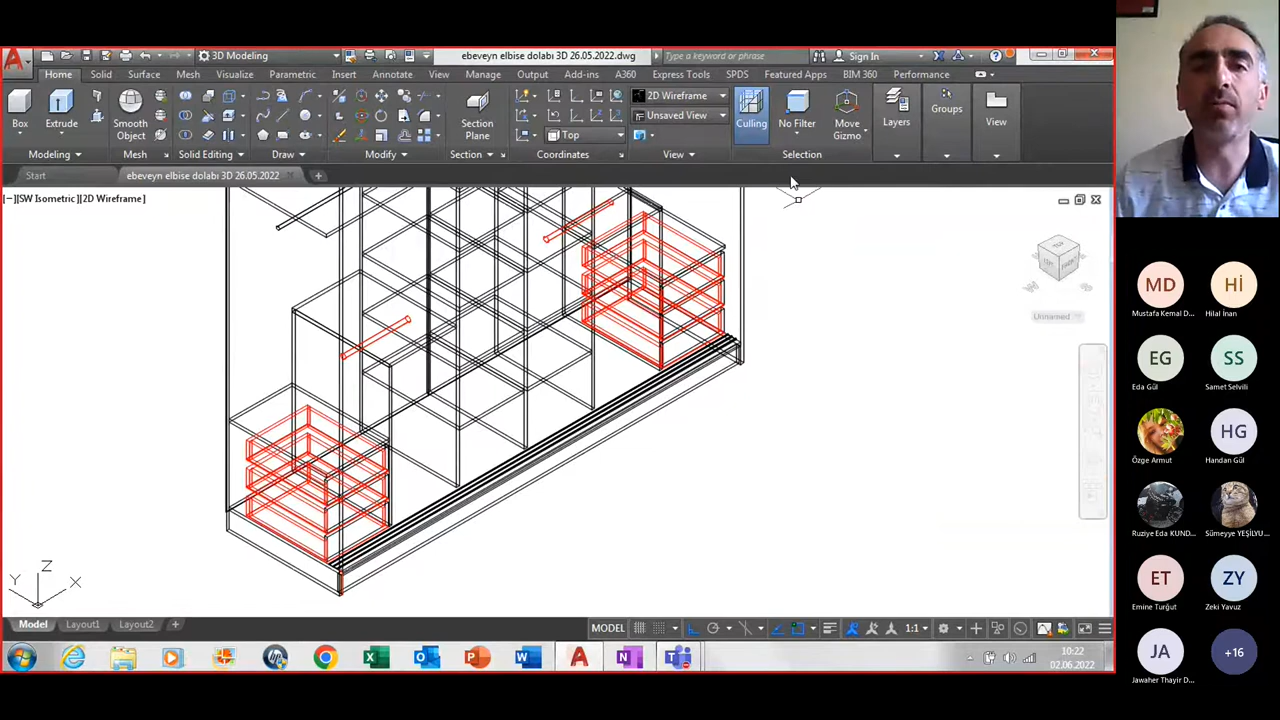 3D Modeling
ebeveyn elbise dolabı 3D 26.05.2022.dwg
Type a keyword or phrase
Sign In
Home Solid Surface Mesh Visualize Parametric Insert Annotate View Manage Output Add-ins A360 Express Tools SPDS Featured Apps BIM 360 Performance
Box
Extrude
Smooth
Object
Section
Plane
2D Wireframe
Unsaved View
Top
Culling
No Filter
Move
Gizmo
Layers
Groups
View
Modeling
Mesh
Solid Editing
Draw
Modify
Section
Coordinates
View
Selection
Start
ebeveyn elbise dolabı 3D 26.05.2022
[−][SW Isometric][2D Wireframe]
TOP
LEFT
FRONT
Unnamed
Z
Y
X
Model
Layout1
Layout2
MODEL
1:1
10:22
02.06.2022
MD
Mustafa Kemal D...
Hİ
Hilal İnan
EG
Eda Gül
SS
Samet Selvili
Özge Armut
HG
Handan Gül
Ruziye Eda KUND...
Sümeyye YEŞİLYU...
ET
Emine Turğut
ZY
Zeki Yavuz
JA
Jawaher Thayir D...
+16